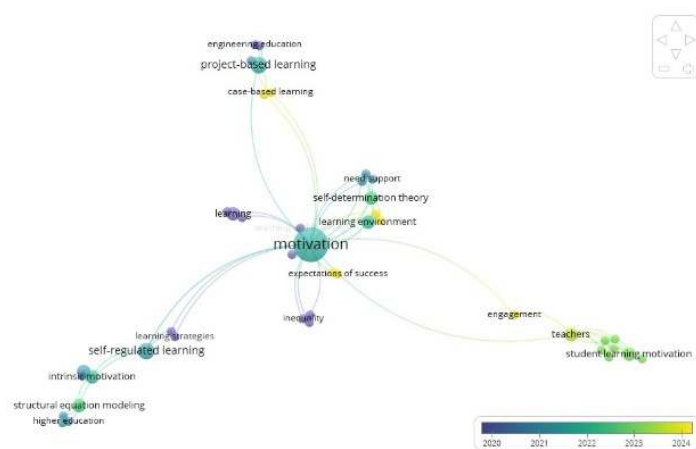 engineering education
project-based learning
case-based learning
need support
self-determination theory
learning
learning environment
motivation
expectations of success
inequality
engagement
learning strategies
teachers
self-regulated learning
student learning motivation
intrinsic motivation
structural equation modeling
higher education
2020 2021 2022 2023 2024